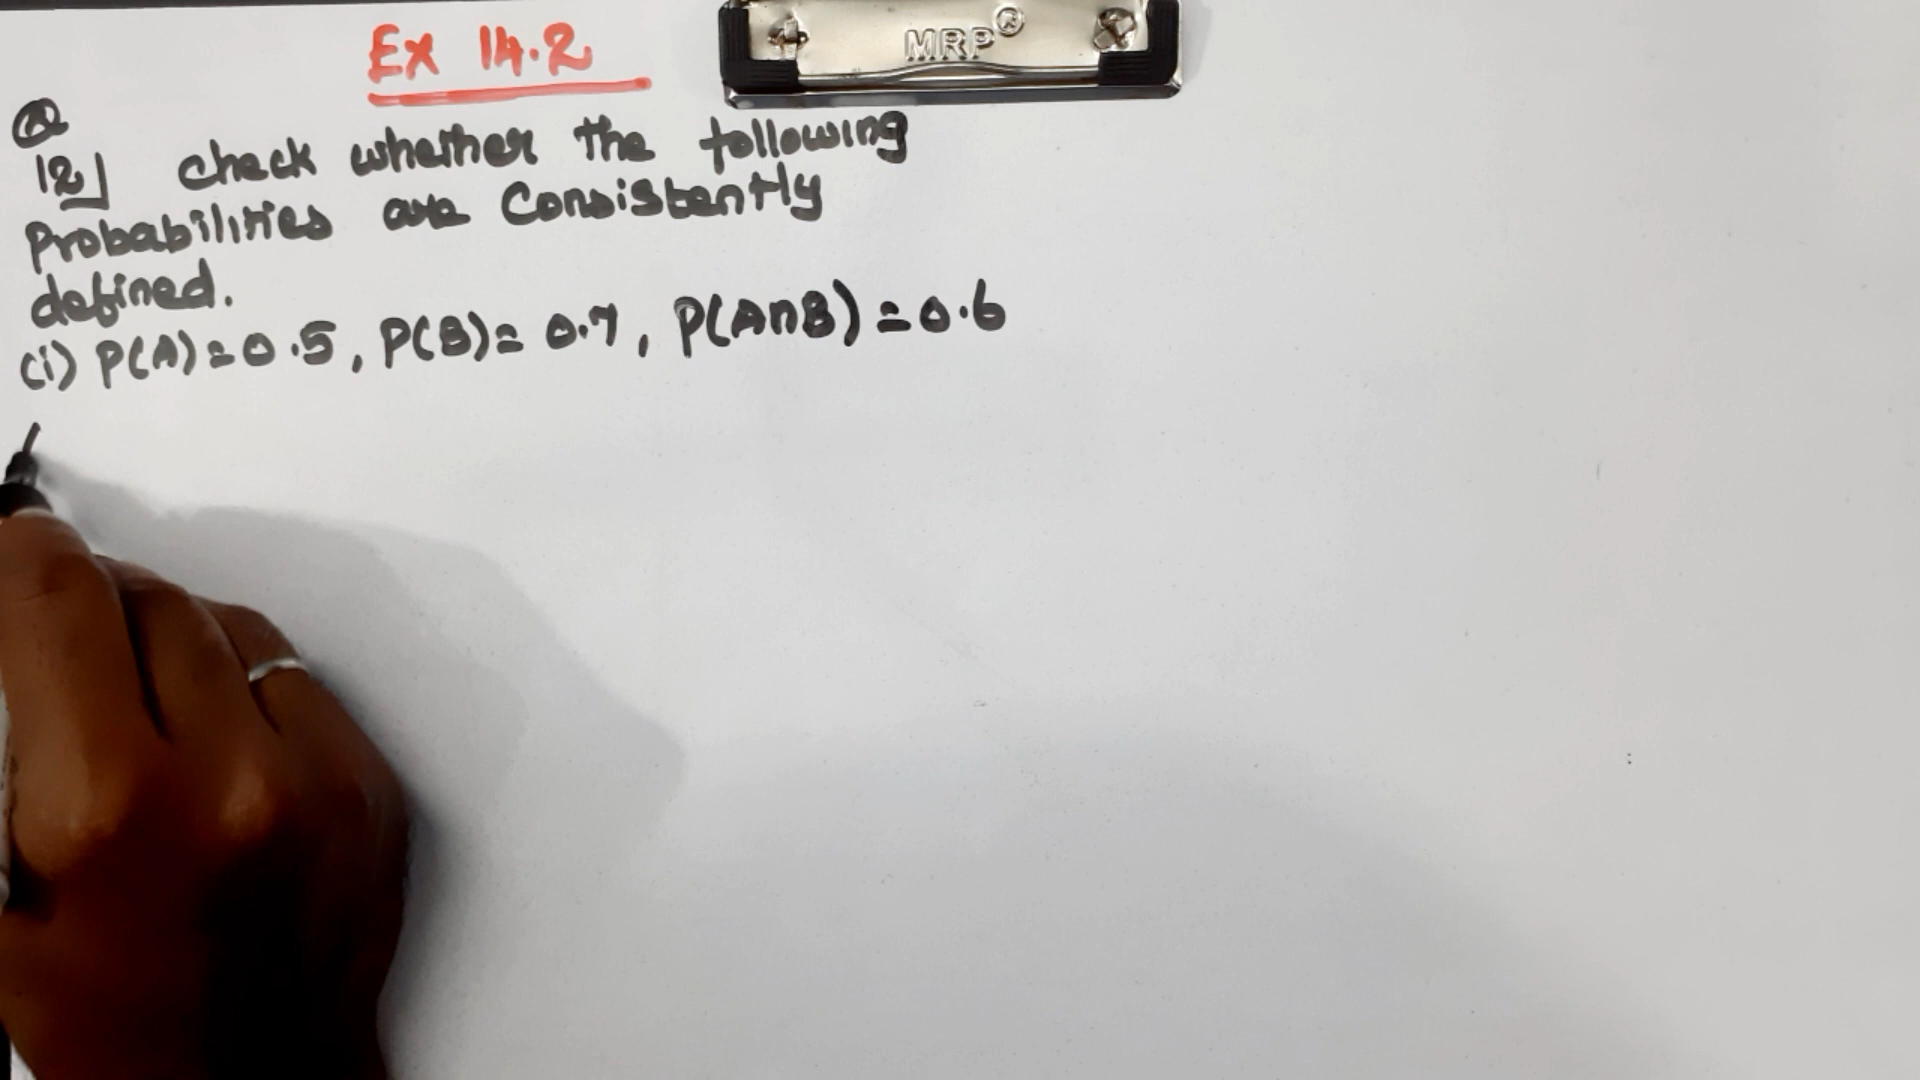 Ex 14.2
MRP®
Q
12] check whether the following
Probabilities are Consistently
defined.
(i) P(A)=0.5, P(B)= 0.7, P(A∩B)=0.6